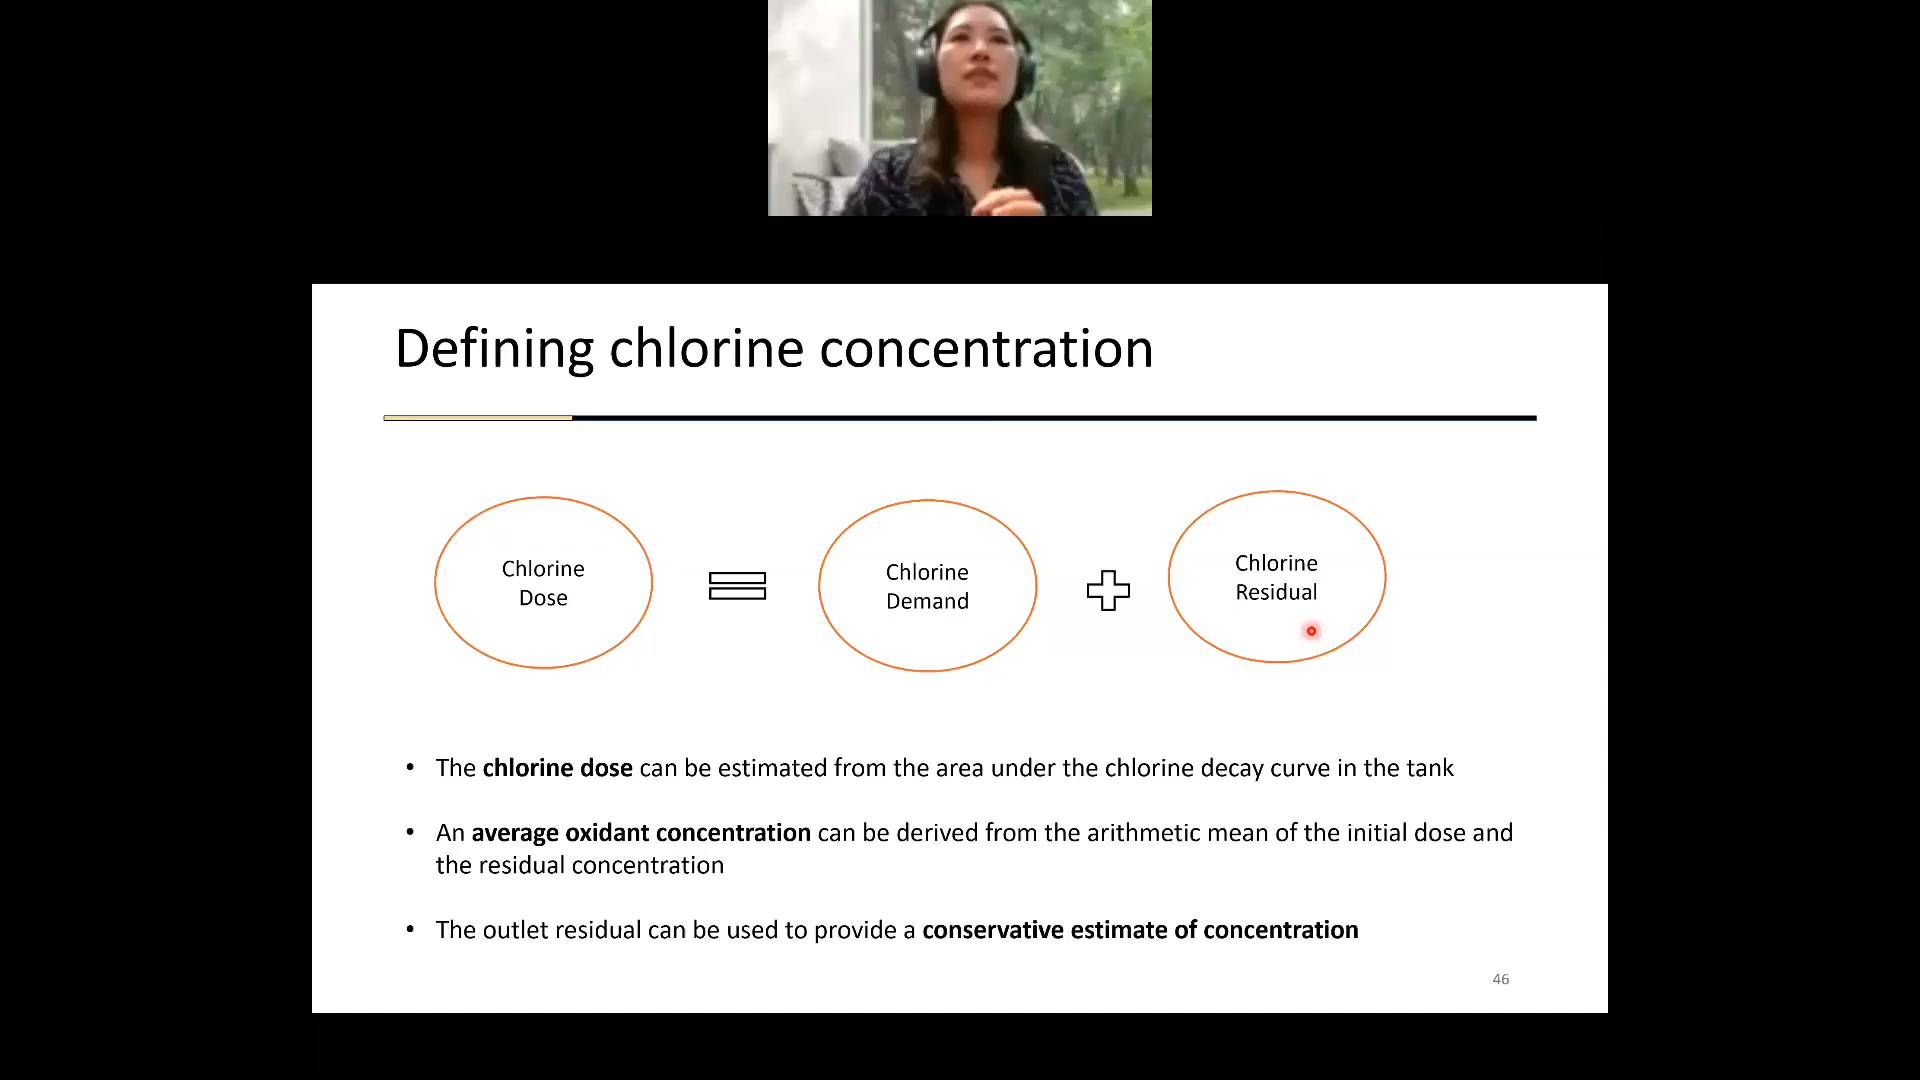 Defining chlorine concentration
Chlorine
Dose
Chlorine
Demand
Chlorine
Residual
• The chlorine dose can be estimated from the area under the chlorine decay curve in the tank
• An average oxidant concentration can be derived from the arithmetic mean of the initial dose and
the residual concentration
• The outlet residual can be used to provide a conservative estimate of concentration
46